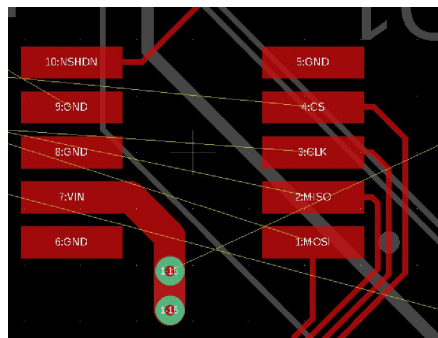 10:NSHDN
5:GND
9:GND
4:CS
8:GND
3:CLK
7:VIN
2:MISO
6:GND
1:MOSI